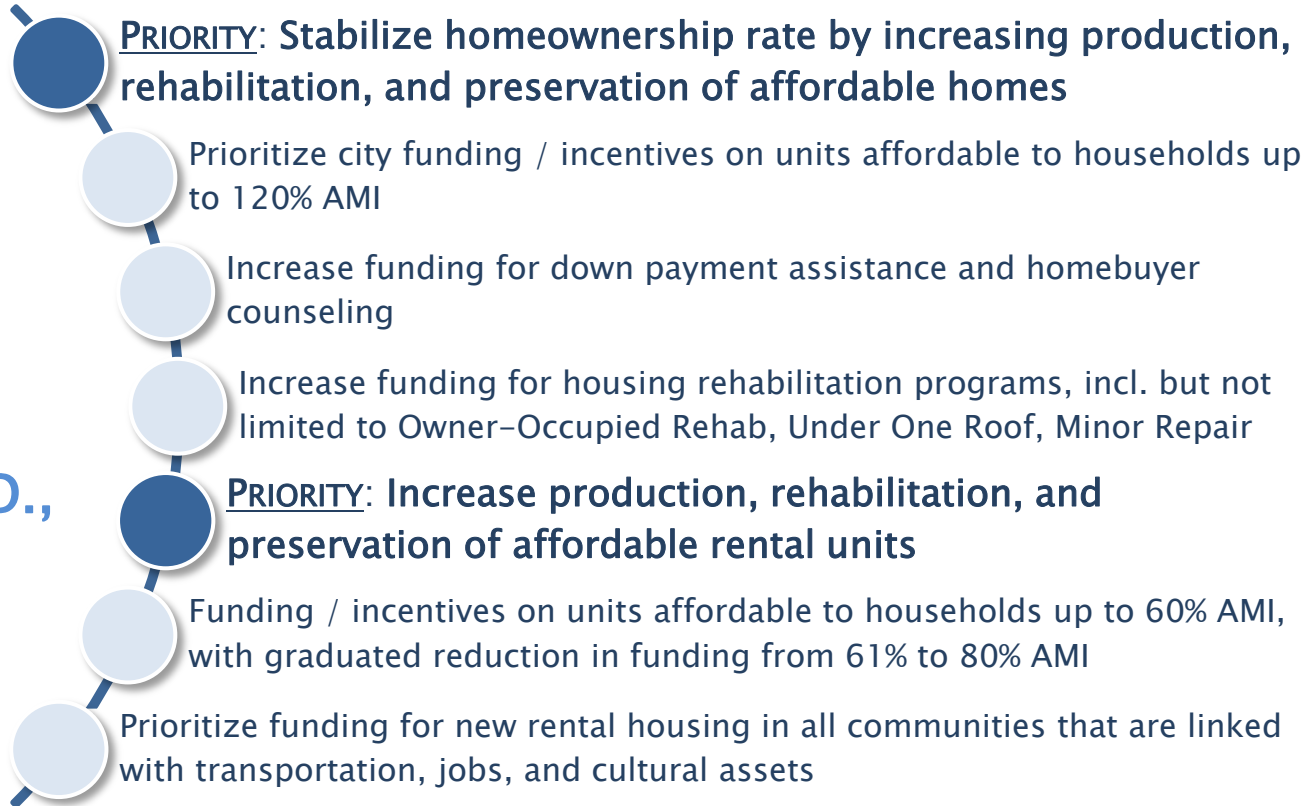 PRIORITY: Stabilize homeownership rate by increasing production,
rehabilitation, and preservation of affordable homes
Prioritize city funding / incentives on units affordable to households up
to 120% AMI
Increase funding for down payment assistance and homebuyer
counseling
Increase funding for housing rehabilitation programs, incl. but not
limited to Owner-Occupied Rehab, Under One Roof, Minor Repair
PRIORITY: Increase production, rehabilitation, and
preservation of affordable rental units
Funding / incentives on units affordable to households up to 60% AMI,
with graduated reduction in funding from 61% to 80% AMI
Prioritize funding for new rental housing in all communities that are linked
with transportation, jobs, and cultural assets